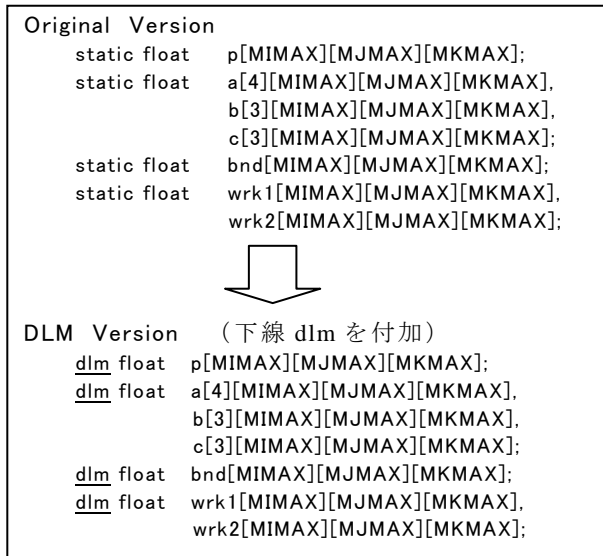 Original Version
static float p[MIMAX][MJMAX][MKMAX];
static float a[4][MIMAX][MJMAX][MKMAX],
b[3][MIMAX][MJMAX][MKMAX],
c[3][MIMAX][MJMAX][MKMAX];
static float bnd[MIMAX][MJMAX][MKMAX];
static float wrk1[MIMAX][MJMAX][MKMAX],
wrk2[MIMAX][MJMAX][MKMAX];
DLM Version (下線 dlm を付加)
dlm float p[MIMAX][MJMAX][MKMAX];
dlm float a[4][MIMAX][MJMAX][MKMAX],
b[3][MIMAX][MJMAX][MKMAX],
c[3][MIMAX][MJMAX][MKMAX];
dlm float bnd[MIMAX][MJMAX][MKMAX];
dlm float wrk1[MIMAX][MJMAX][MKMAX],
wrk2[MIMAX][MJMAX][MKMAX];